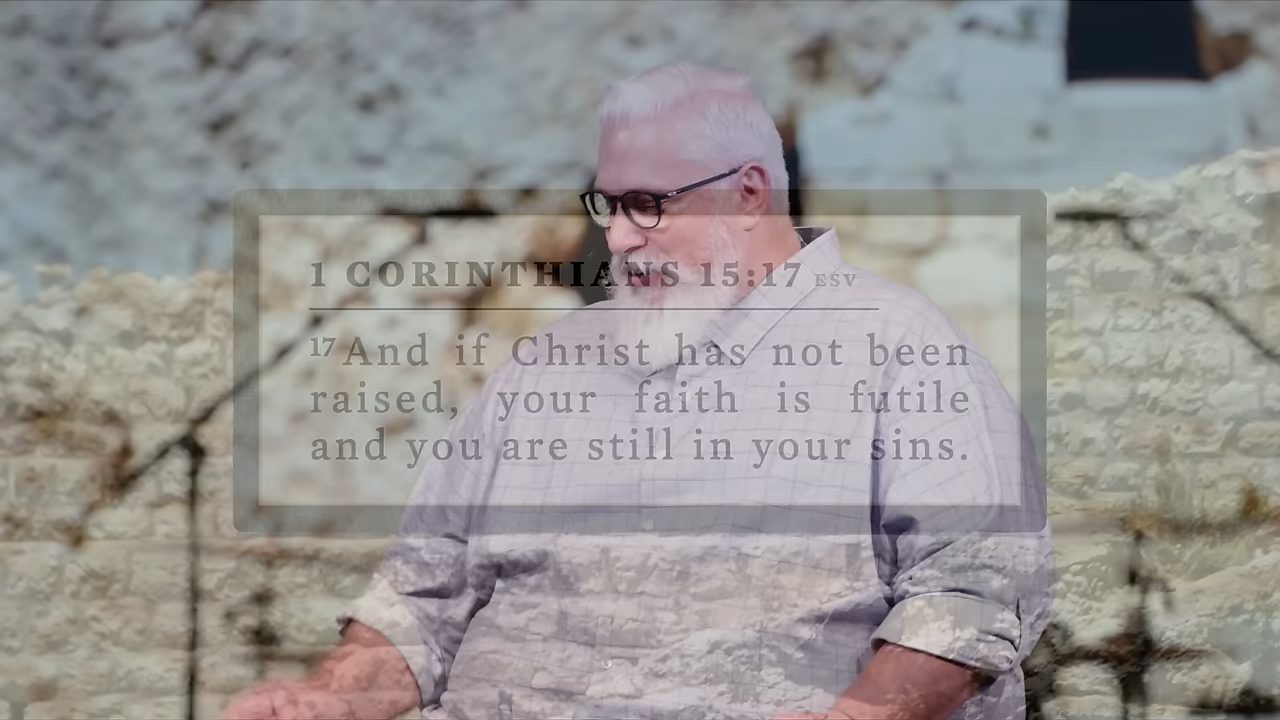 1 CORINTHIANS 15:17 ESV
17 And if Christ has not been
raised, your faith is futile
and you are still in your sins.